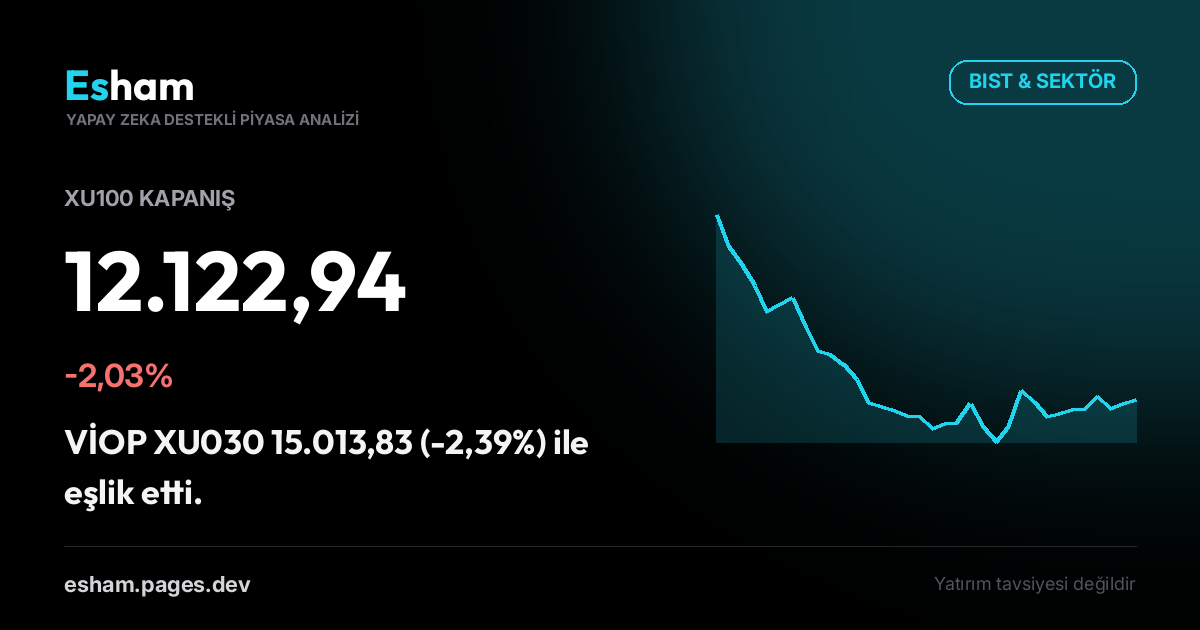 Esham
BIST & SEKTÖR
YAPAY ZEKA DESTEKLİ PİYASA ANALİZİ
XU100 KAPANIŞ
12.122,94
-2,03%
VİOP XU030 15.013,83 (-2,39%) ile
eşlik etti.
esham.pages.dev
Yatırım tavsiyesi değildir